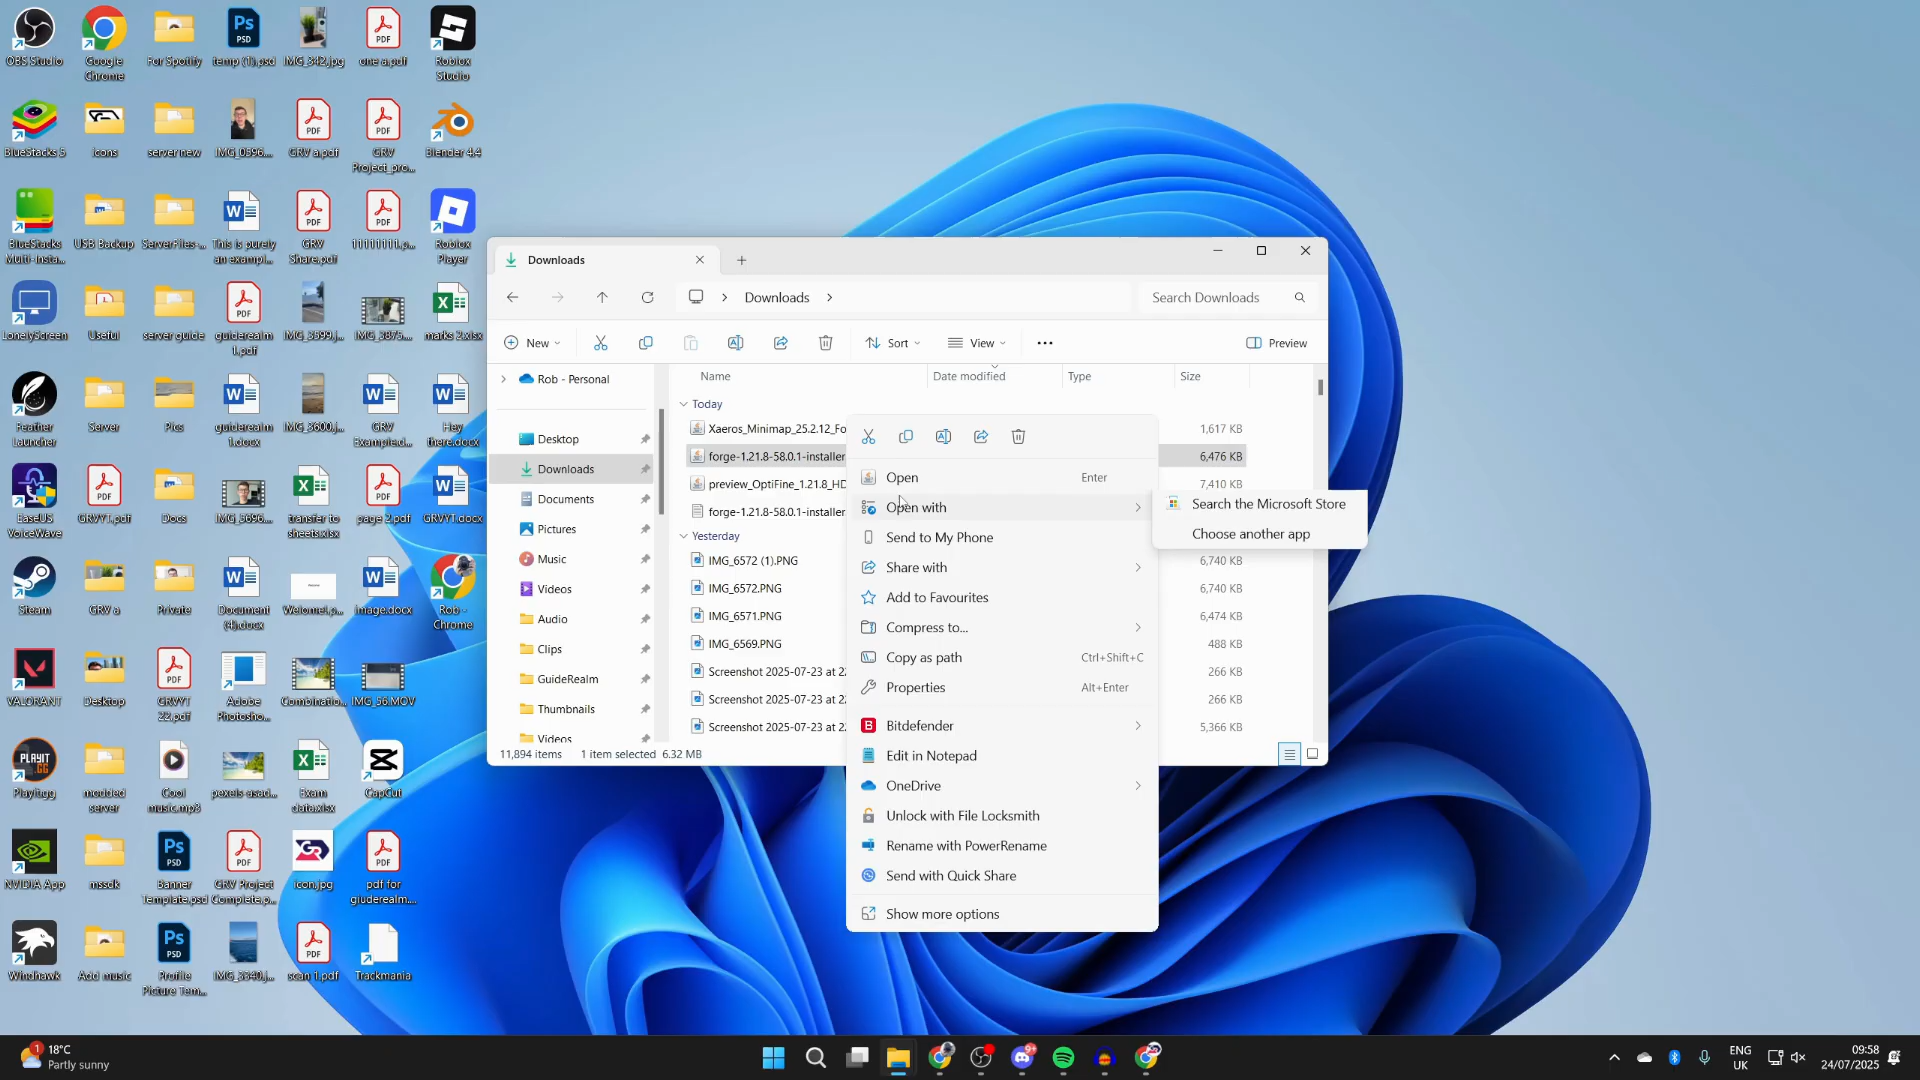 OBS Studio
Google
Chrome
For Spotify
temp (1).psd
IMG_342.jpg
one a.pdf
Roblox
Studio
BlueStacks 5
Icons
server new
IMG_0596....
GRV a.pdf
GRV
Project_pro...
Blender 4.4
BlueStacks
Multi-Insta...
USB Backup
ServerFiles-...
This is purely
an exampl...
GRV
Share.pdf
11111111.p...
Roblox
Player
LonelyScreen
Useful
server guide
guiderealm
1.pdf
IMG_3599.j...
IMG_3875....
marks 2.xlsx
Feather
Launcher
Server
Pics
guiderealm
1.docx
IMG_3600.j...
GRV
Example.d...
Hey
there.docx
EaseUS
VoiceWave
GRVYT.pdf
Docs
IMG_5696....
transfer to
sheets.xlsx
page 2.pdf
GRVYT.docx
Steam
GRV a
Private
Document
(4).docx
Welome!.p...
Image.docx
Rob -
Chrome
VALORANT
Desktop
GRVYT
22.pdf
Adobe
Photosho...
Combinatio...
IMG_56.MOV
Playit.gg
modded
server
Cool
music.mp3
pexels-asad...
Exam
data.xlsx
CapCut
NVIDIA App
mssdk
Banner
Template.psd
GRV Project
Complete.p...
icon.jpg
pdf for
giuderealm....
Windhawk
Add music
Profile
Picture Tem...
IMG_3340.j...
scan 1.pdf
Trackmania
Downloads
Downloads
Search Downloads
New
Sort
View
Preview
Rob - Personal
Desktop
Downloads
Documents
Pictures
Music
Videos
Audio
Clips
GuideRealm
Thumbnails
Videos
Name
Date modified
Type
Size
Today
Xaeros_Minimap_25.2.12_Fo
1,617 KB
forge-1.21.8-58.0.1-installer
6,476 KB
preview_OptiFine_1.21.8_HD
7,410 KB
forge-1.21.8-58.0.1-installer
Yesterday
IMG_6572 (1).PNG
6,740 KB
IMG_6572.PNG
6,740 KB
IMG_6571.PNG
6,474 KB
IMG_6569.PNG
488 KB
Screenshot 2025-07-23 at 2
266 KB
Screenshot 2025-07-23 at 2
266 KB
Screenshot 2025-07-23 at 2
5,366 KB
11,894 items
1 item selected 6.32 MB
Open
Enter
Open with
Send to My Phone
Share with
Add to Favourites
Compress to...
Copy as path
Ctrl+Shift+C
Properties
Alt+Enter
Bitdefender
Edit in Notepad
OneDrive
Unlock with File Locksmith
Rename with PowerRename
Send with Quick Share
Show more options
Search the Microsoft Store
Choose another app
1
18°C
Partly sunny
9+
ENG
UK
09:58
24/07/2025